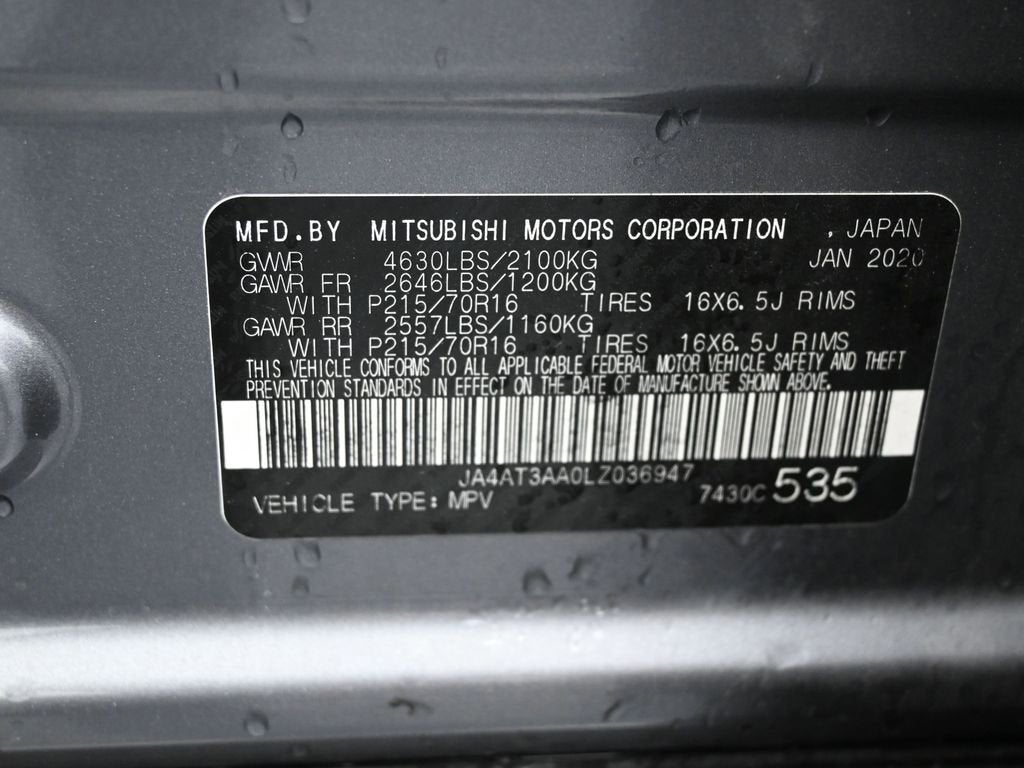 MFD.BY MITSUBISHI MOTORS CORPORATION , JAPAN
GVWR 4630LBS/2100KG JAN 2020
GAWR FR 2646LBS/1200KG
WITH P215/70R16 TIRES 16X6.5J RIMS
GAWR RR 2557LBS/1160KG
WITH P215/70R16 TIRES 16X6.5J RIMS
THIS VEHICLE CONFORMS TO ALL APPLICABLE FEDERAL MOTOR VEHICLE SAFETY AND THEFT
PREVENTION STANDARDS IN EFFECT ON THE DATE OF MANUFACTURE SHOWN ABOVE.
JA4AT3AA0LZ036947
VEHICLE TYPE: MPV 7430C 535